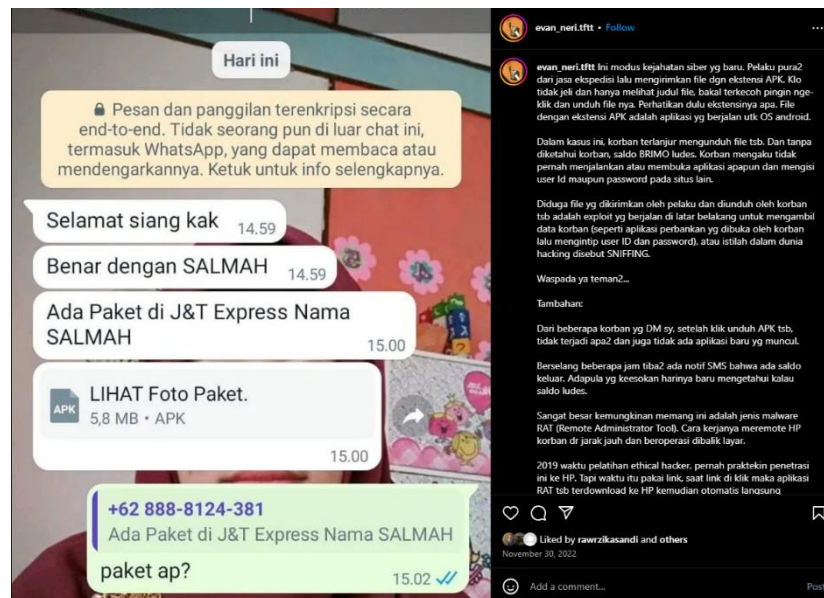 Hari ini
Pesan dan panggilan terenkripsi secara
end-to-end. Tidak seorang pun di luar chat ini,
termasuk WhatsApp, yang dapat membaca atau
mendengarkannya. Ketuk untuk info selengkapnya.
Selamat siang kak 14.59
Benar dengan SALMAH 14.59
Ada Paket di J&T Express Nama
SALMAH 15.00
APK
LIHAT Foto Paket.
5,8 MB • APK
15.00
+62 888-8124-381
Ada Paket di J&T Express Nama SALMAH
paket ap? 15.02
evan_neri.tftt • Follow
evan_neri.tftt Ini modus kejahatan siber yg baru. Pelaku pura2
dari jasa ekspedisi lalu mengirimkan file dgn ekstensi APK. Klo
tidak jeli dan hanya melihat judul file, bakal terkecoh pingin nge-
klik dan unduh file nya. Perhatikan dulu ekstensinya apa. File
dengan ekstensi APK adalah aplikasi yg berjalan utk OS android.
Dalam kasus ini, korban terlanjur mengunduh file tsb. Dan tanpa
diketahui korban, saldo BRIMO ludes. Korban mengaku tidak
pernah menjalankan atau membuka aplikasi apapun dan mengisi
user Id maupun password pada situs lain.
Diduga file yg dikirimkan oleh pelaku dan diunduh oleh korban
tsb adalah exploit yg berjalan di latar belakang untuk mengambil
data korban (seperti aplikasi perbankan yg dibuka oleh korban
lalu mengintip user ID dan password), atau istilah dalam dunia
hacking disebut SNIFFING.
Waspada ya teman2...
Tambahan:
Dari beberapa korban yg DM sy, setelah klik unduh APK tsb,
tidak terjadi apa2 dan juga tidak ada aplikasi baru yg muncul.
Berselang beberapa jam tiba2 ada notif SMS bahwa ada saldo
keluar. Adapula yg keesokan harinya baru mengetahui kalau
saldo ludes.
Sangat besar kemungkinan memang ini adalah jenis malware
RAT (Remote Administrator Tool). Cara kerjanya meremote HP
korban dr jarak jauh dan beroperasi dibalik layar.
2019 waktu pelatihan ethical hacker, pernah praktekin penetrasi
ini ke HP. Tapi waktu itu pakai link, saat link di klik maka aplikasi
RAT tsb terdownload ke HP kemudian otomatis langsung
Liked by rawrzikasandi and others
November 30, 2022
Add a comment...
Post